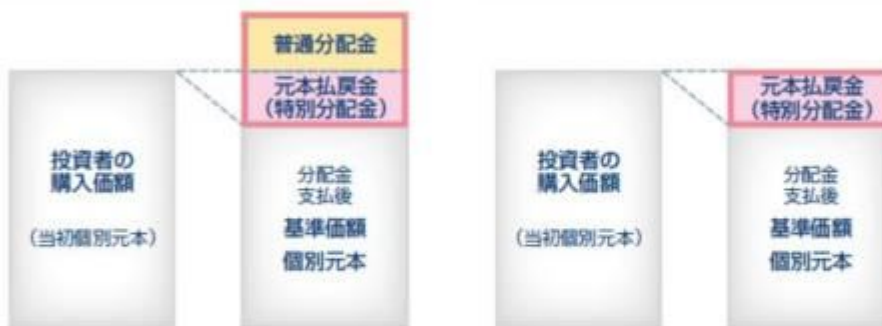 普通分配金
元本払戻金
(特別分配金)
投資者の
購入価額
(当初個別元本)
分配金
支払後
基準価額
個別元本
元本払戻金
(特別分配金)
投資者の
購入価額
(当初個別元本)
分配金
支払後
基準価額
個別元本